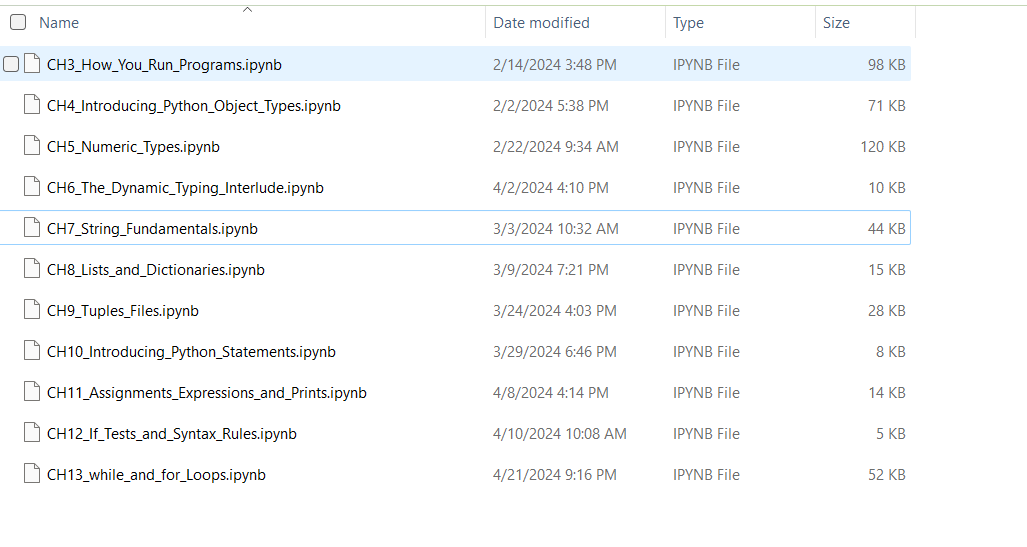 Name Date modified Type Size
CH3_How_You_Run_Programs.ipynb 2/14/2024 3:48 PM IPYNB File 98 KB
CH4_Introducing_Python_Object_Types.ipynb 2/2/2024 5:38 PM IPYNB File 71 KB
CH5_Numeric_Types.ipynb 2/22/2024 9:34 AM IPYNB File 120 KB
CH6_The_Dynamic_Typing_Interlude.ipynb 4/2/2024 4:10 PM IPYNB File 10 KB
CH7_String_Fundamentals.ipynb 3/3/2024 10:32 AM IPYNB File 44 KB
CH8_Lists_and_Dictionaries.ipynb 3/9/2024 7:21 PM IPYNB File 15 KB
CH9_Tuples_Files.ipynb 3/24/2024 4:03 PM IPYNB File 28 KB
CH10_Introducing_Python_Statements.ipynb 3/29/2024 6:46 PM IPYNB File 8 KB
CH11_Assignments_Expressions_and_Prints.ipynb 4/8/2024 4:14 PM IPYNB File 14 KB
CH12_If_Tests_and_Syntax_Rules.ipynb 4/10/2024 10:08 AM IPYNB File 5 KB
CH13_while_and_for_Loops.ipynb 4/21/2024 9:16 PM IPYNB File 52 KB